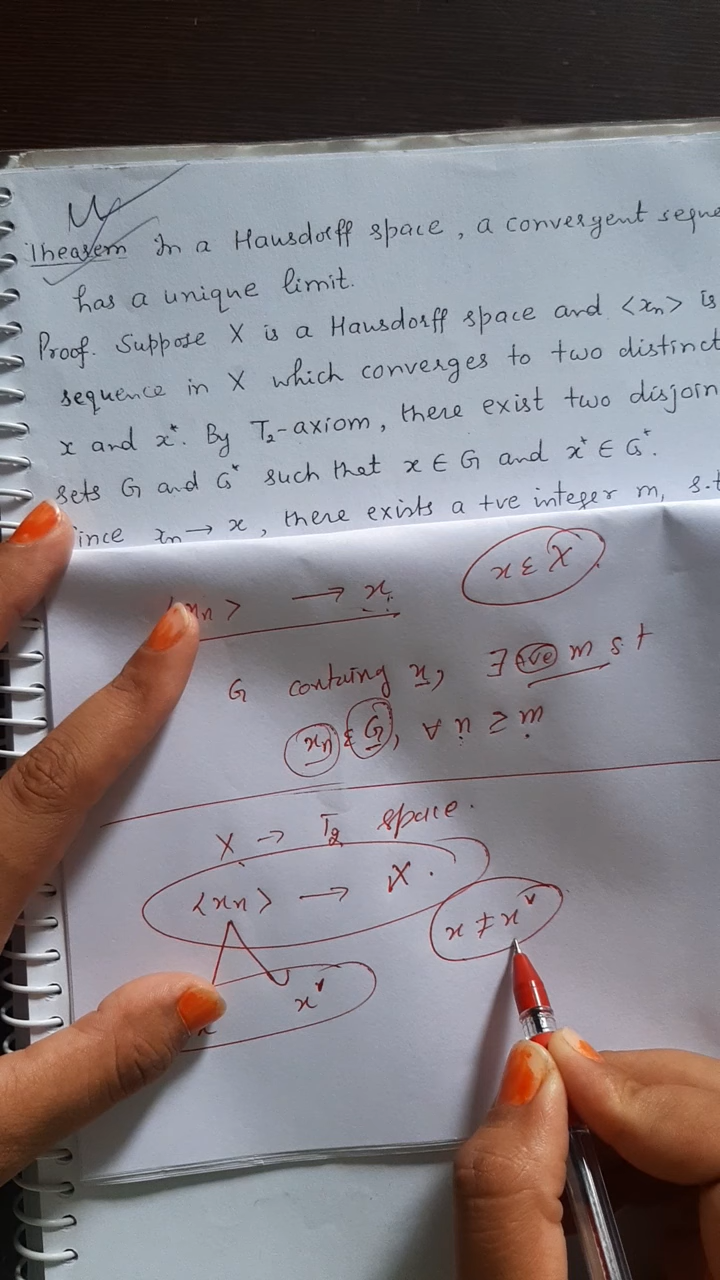 Theorem In a Hausdorff space, a convergent seque
has a unique limit.
Proof. Suppose X is a Hausdorff space and <xn> is
sequence in X which converges to two distinct
x and x*. By T2-axiom, there exist two disjoin
sets G and G* such that x ∈ G and x* ∈ G*.
ince xn → x, there exists a +ve integer m, s.t
xn> → x. x ∈ X
G containg x, ∃ +ve m s t
xn ∈ G, ∀ n ≥ m
X → T2 space.
<xn> → X.
x ≠ x*
x x*